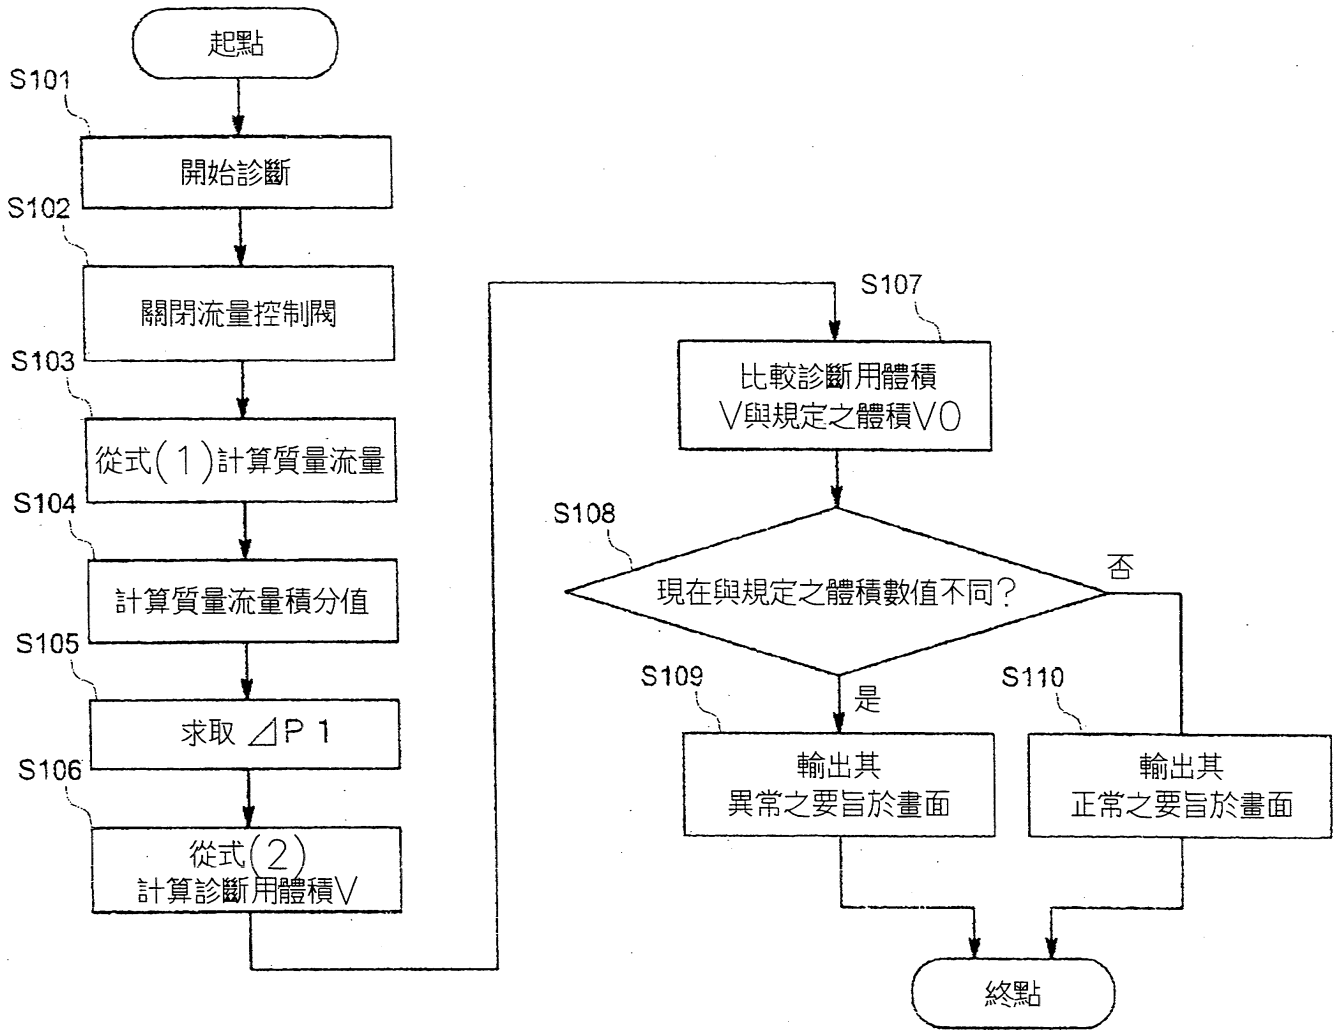 起點
S101
開始診斷
S102
關閉流量控制閥
S103
從式(1)計算質量流量
S104
計算質量流量積分值
S105
求取 ⊿P1
S106
從式(2)
計算診斷用體積V
S107
比較診斷用體積
V與規定之體積V0
S108
現在與規定之體積數值不同?
否
是
S109
輸出其
異常之要旨於畫面
S110
輸出其
正常之要旨於畫面
終點